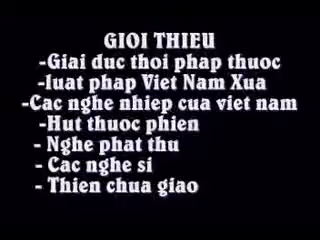 GIOI THIEU
-Giai duc thoi phap thuoc
-luat phap Viet Nam Xua
-Cac nghe nhiep cua viet nam
-Hut thuoc phien
- Nghe phat thu
- Cac nghe si
- Thien chua giao